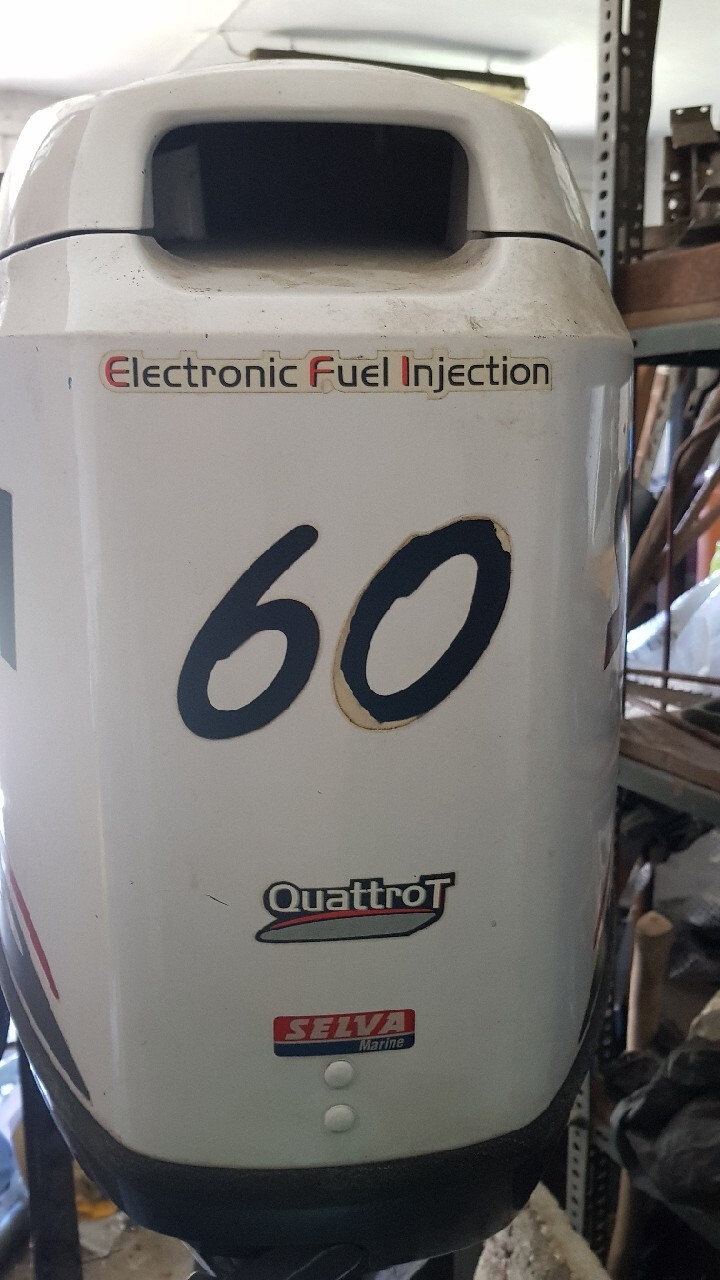 Electronic Fuel Injection
60
QuattroT
SELVA
Marine